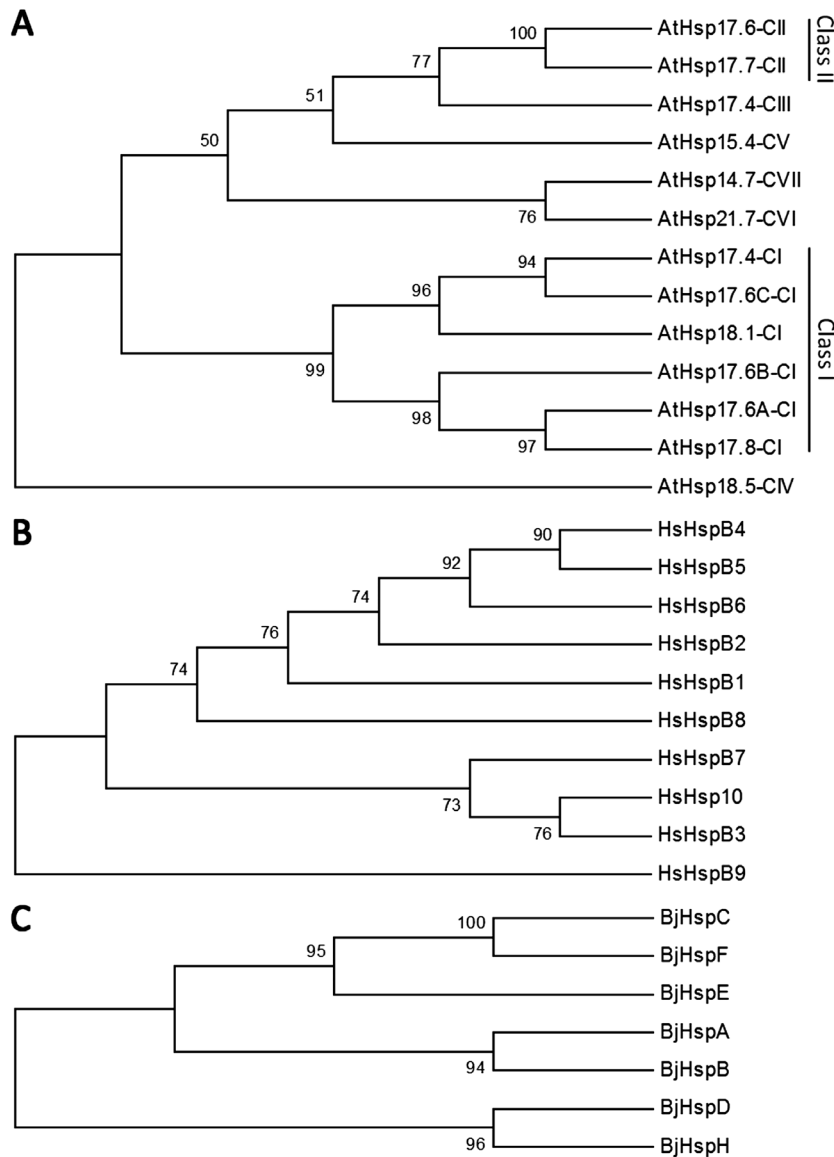 A
AtHsp17.6-CII
100
AtHsp17.7-CII
Class II
77
AtHsp17.4-CIII
51
AtHsp15.4-CV
50
AtHsp14.7-CVII
76
AtHsp21.7-CVI
AtHsp17.4-CI
94
AtHsp17.6C-CI
96
AtHsp18.1-CI
Class I
99
AtHsp17.6B-CI
98
AtHsp17.6A-CI
97
AtHsp17.8-CI
AtHsp18.5-CIV
B
HsHspB4
90
HsHspB5
92
HsHspB6
74
HsHspB2
76
HsHspB1
74
HsHspB8
HsHspB7
73
HsHsp10
76
HsHspB3
HsHspB9
C
BjHspC
100
BjHspF
95
BjHspE
BjHspA
94
BjHspB
BjHspD
96
BjHspH